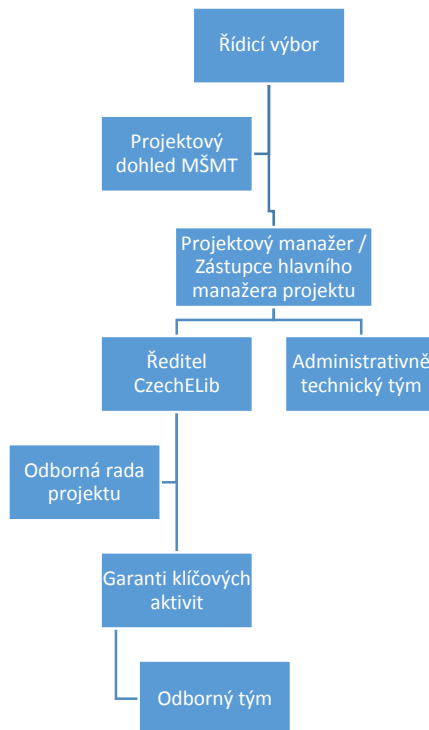 Řídicí výbor
Projektový
dohled MŠMT
Projektový manažer /
Zástupce hlavního
manažera projektu
Ředitel
CzechELib
Administrativně
technický tým
Odborná rada
projektu
Garanti klíčových
aktivit
Odborný tým